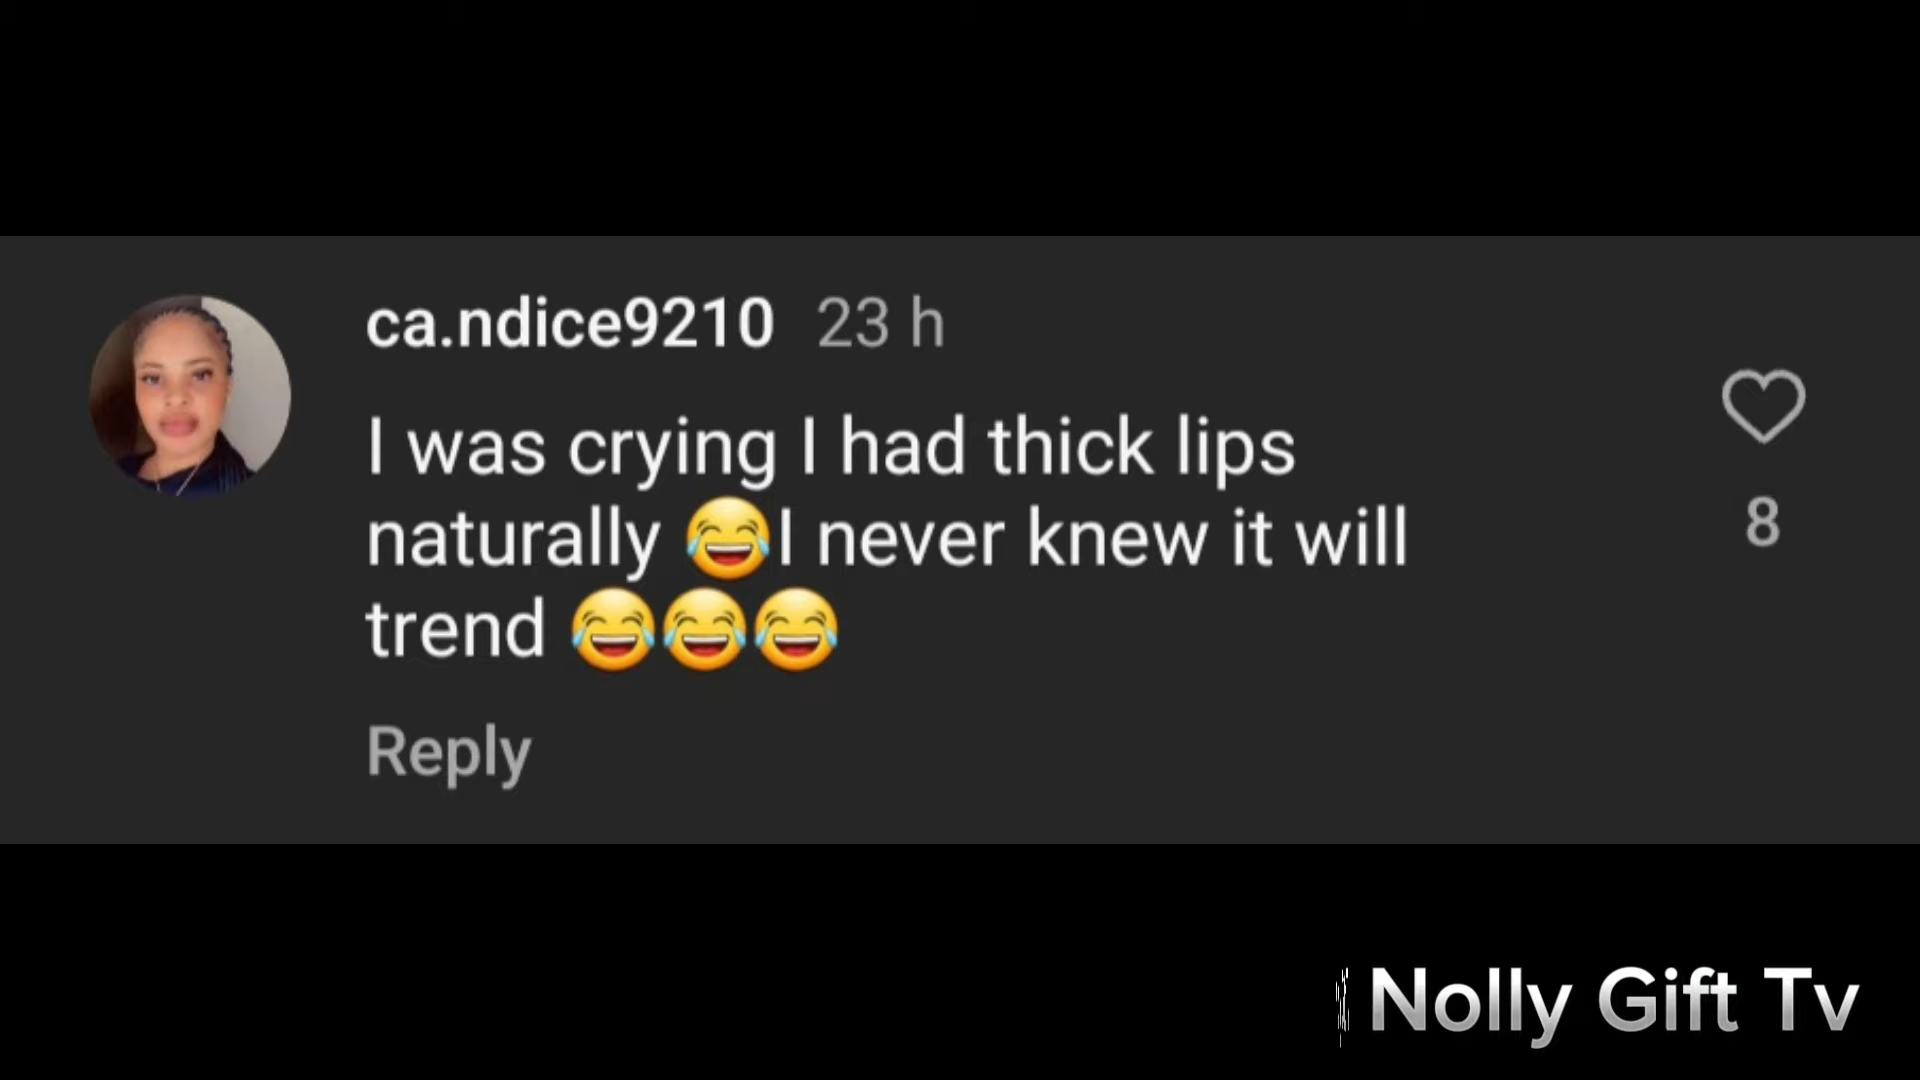 ca.ndice9210 23 h
I was crying I had thick lips
naturally 😂I never knew it will
trend 😂😂😂
8
Reply
Nolly Gift Tv